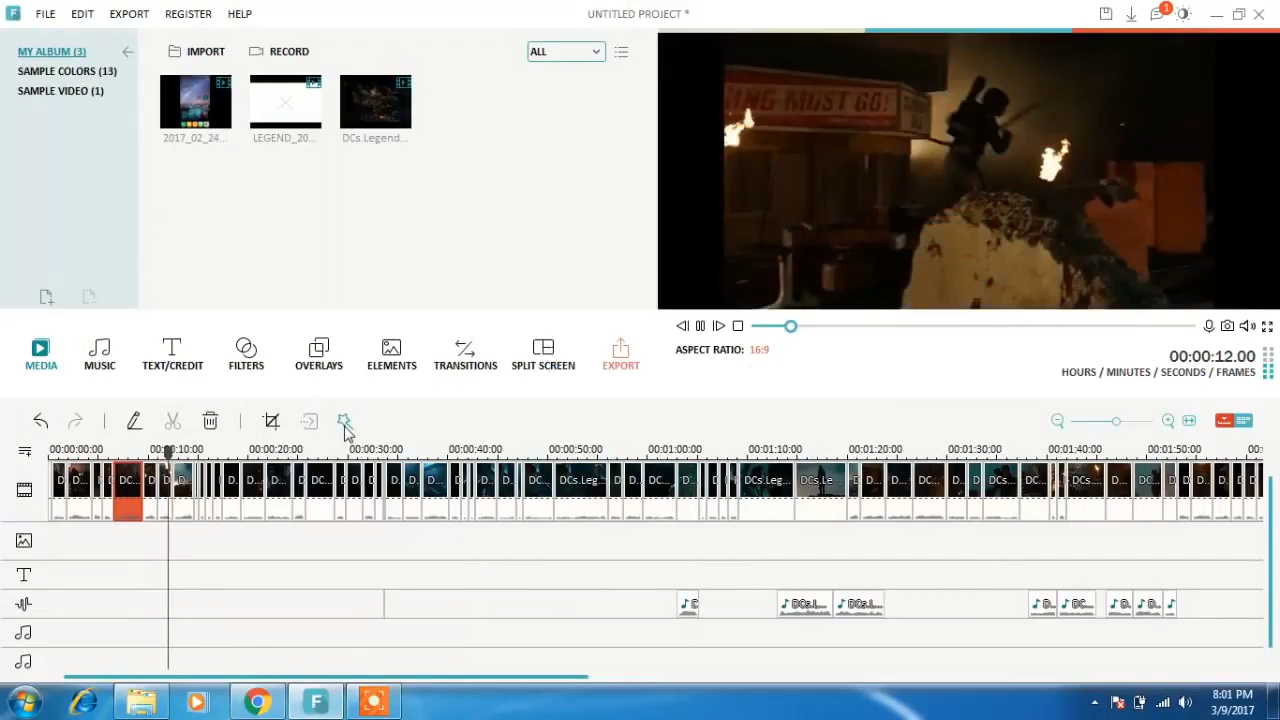 FILE EDIT EXPORT REGISTER HELP UNTITLED PROJECT * 1
MY ALBUM (3) IMPORT RECORD ALL
SAMPLE COLORS (13)
SAMPLE VIDEO (1)
2017_02_24... LEGEND_20... DCs.Legend...
KING MUST GO!
ASPECT RATIO: 16:9
00:00:12.00
HOURS / MINUTES / SECONDS / FRAMES
MEDIA MUSIC TEXT/CREDIT FILTERS OVERLAYS ELEMENTS TRANSITIONS SPLIT SCREEN EXPORT
00:00:00:00 00:00:10:00 00:00:20:00 00:00:30:00 00:00:40:00 00:00:50:00 00:01:00:00 00:01:10:00 00:01:20:00 00:01:30:00 00:01:40:00 00:01:50:00
DCs.Leg... DCs.Le...
DCs.L... DCs.L...
8:01 PM
3/9/2017